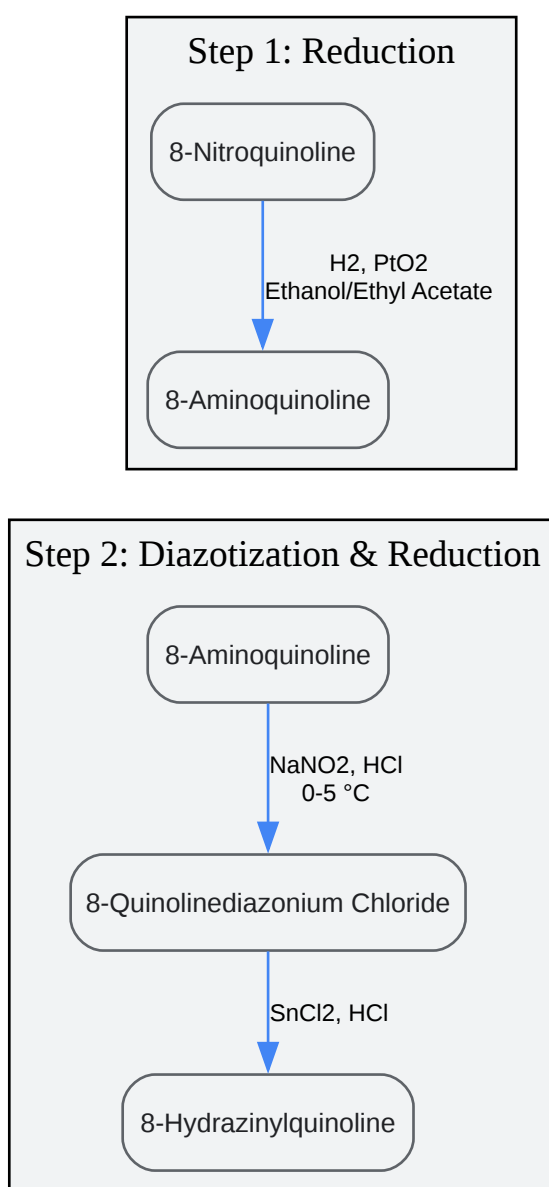 Step 1: Reduction
8-Nitroquinoline
H2, PtO2
Ethanol/Ethyl Acetate
8-Aminoquinoline
Step 2: Diazotization & Reduction
8-Aminoquinoline
NaNO2, HCl
0-5 °C
8-Quinolinediazonium Chloride
SnCl2, HCl
8-Hydrazinylquinoline